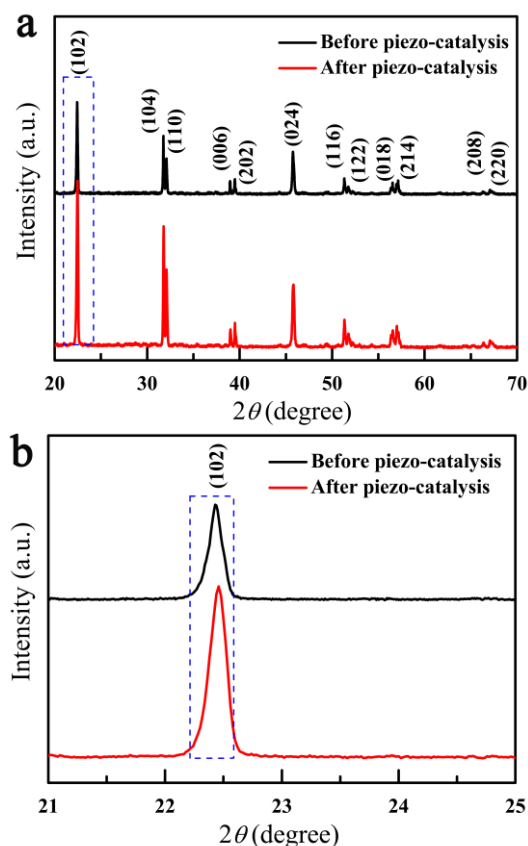 a
Before piezo-catalysis
After piezo-catalysis
(102)
(104)
(110)
(006)
(202)
(024)
(116)
(122)
(018)
(214)
(208)
(220)
Intensity (a.u.)
20 30 40 50 60 70
2θ (degree)
b
Before piezo-catalysis
After piezo-catalysis
(102)
Intensity (a.u.)
21 22 23 24 25
2θ (degree)